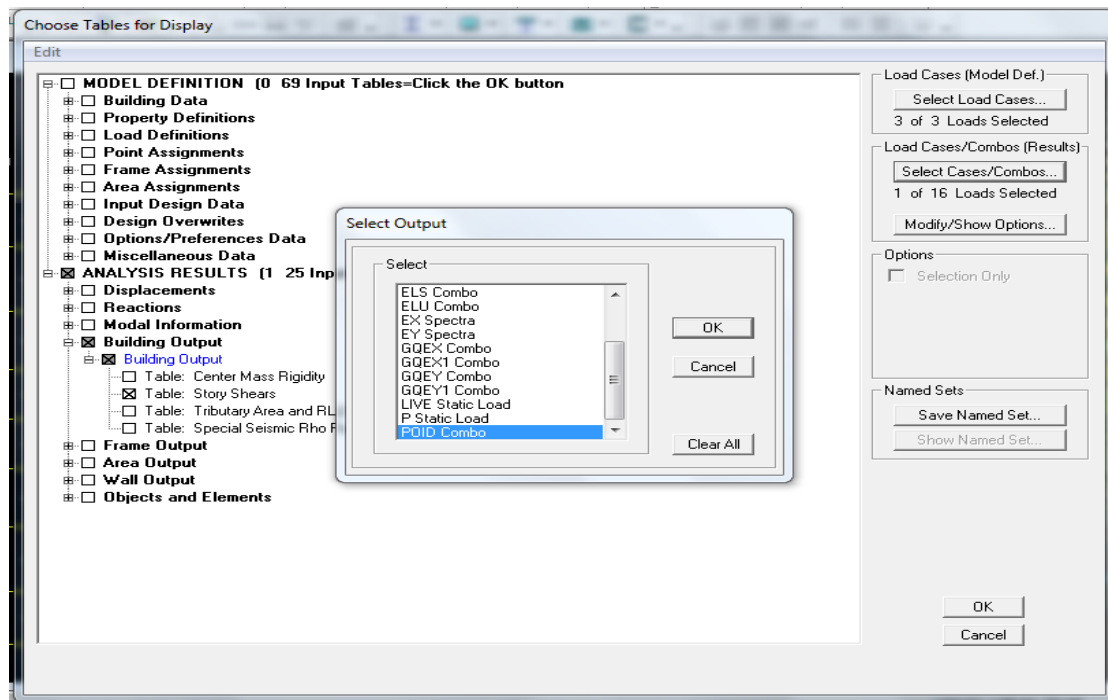 Choose Tables for Display
Edit
MODEL DEFINITION (0 69 Input Tables=Click the OK button
Building Data
Property Definitions
Load Definitions
Point Assignments
Frame Assignments
Area Assignments
Input Design Data
Design Overwrites
Options/Preferences Data
Miscellaneous Data
ANALYSIS RESULTS (1 25 Inp
Displacements
Reactions
Modal Information
Building Output
Building Output
Table: Center Mass Rigidity
Table: Story Shears
Table: Tributary Area and RL
Table: Special Seismic Rho F
Frame Output
Area Output
Wall Output
Objects and Elements
Select Output
Select
ELS Combo
ELU Combo
EX Spectra
EY Spectra
GQEX Combo
GQEX1 Combo
GQEY Combo
GQEY1 Combo
LIVE Static Load
P Static Load
POID Combo
OK
Cancel
Clear All
Load Cases (Model Def.)
Select Load Cases...
3 of 3 Loads Selected
Load Cases/Combos (Results)
Select Cases/Combos...
1 of 16 Loads Selected
Modify/Show Options...
Options
Selection Only
Named Sets
Save Named Set...
Show Named Set...
OK
Cancel